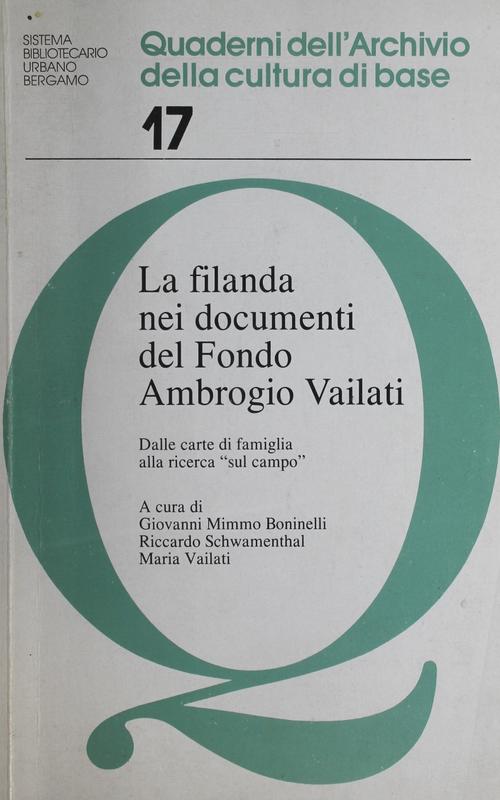 SISTEMA
BIBLIOTECARIO
URBANO
BERGAMO
Quaderni dell'Archivio
della cultura di base
17
La filanda
nei documenti
del Fondo
Ambrogio Vailati
Dalle carte di famiglia
alla ricerca “sul campo”
A cura di
Giovanni Mimmo Boninelli
Riccardo Schwamenthal
Maria Vailati
Q